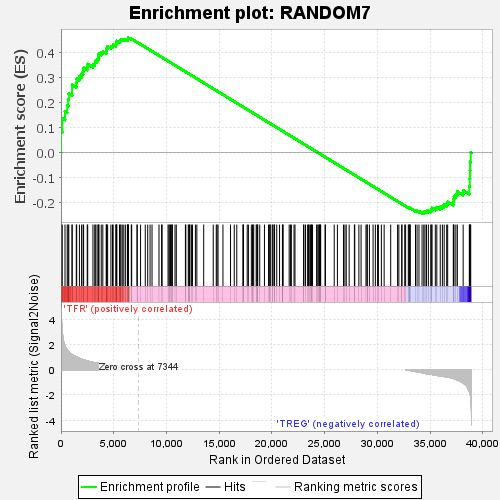 Enrichment plot: RANDOM7
Enrichment score (ES)
0.4
0.3
0.2
0.1
0.0
-0.1
-0.2
Ranked list metric (Signal2Noise)
'TFR' (positively correlated)
4
2
0
-2
-4
Zero cross at 7344
'TREG' (negatively correlated)
0
5,000
10,000
15,000
20,000
25,000
30,000
35,000
40,000
Rank in Ordered Dataset
Enrichment profile
Hits
Ranking metric scores